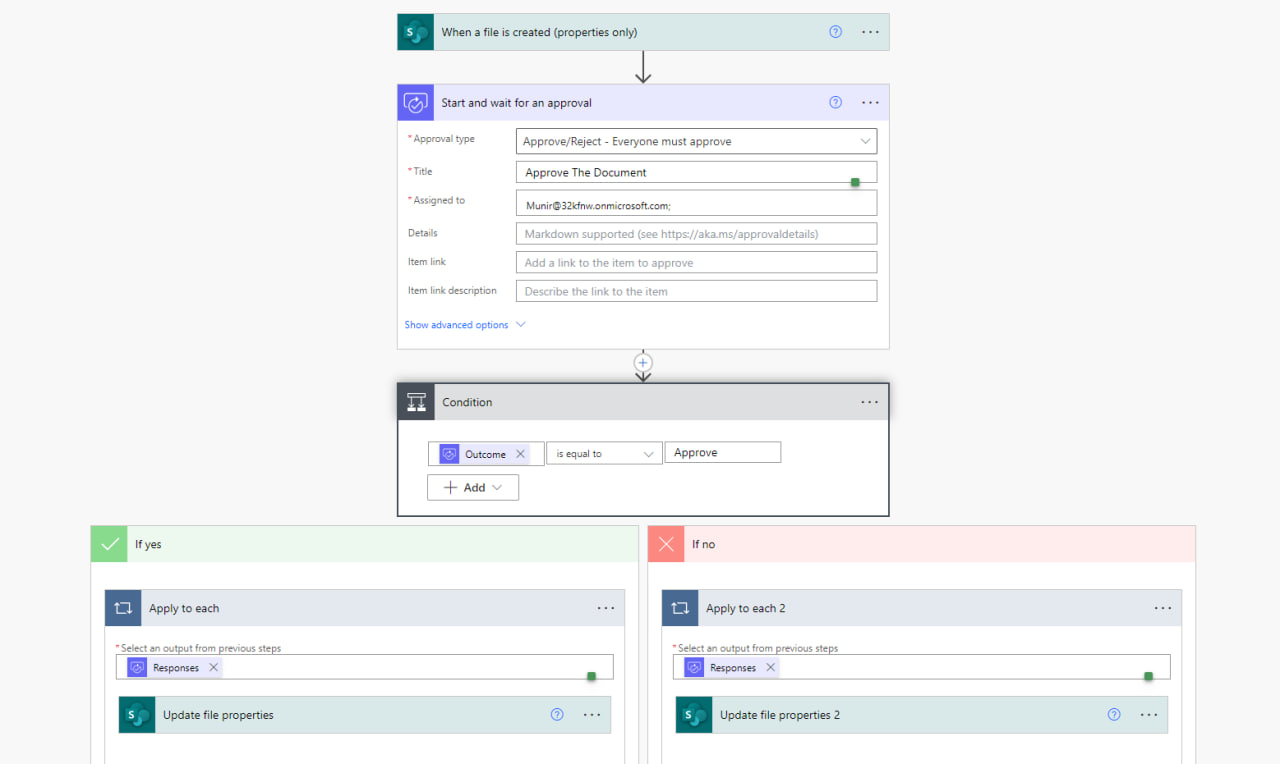 When a file is created (properties only)
Start and wait for an approval
* Approval type
Approve/Reject - Everyone must approve
* Title
Approve The Document
* Assigned to
Munir@32kfnw.onmicrosoft.com;
Details
Markdown supported (see https://aka.ms/approvaldetails)
Item link
Add a link to the item to approve
Item link description
Describe the link to the item
Show advanced options
Condition
Outcome
is equal to
Approve
Add
If yes
Apply to each
* Select an output from previous steps
Responses
Update file properties
If no
Apply to each 2
* Select an output from previous steps
Responses
Update file properties 2